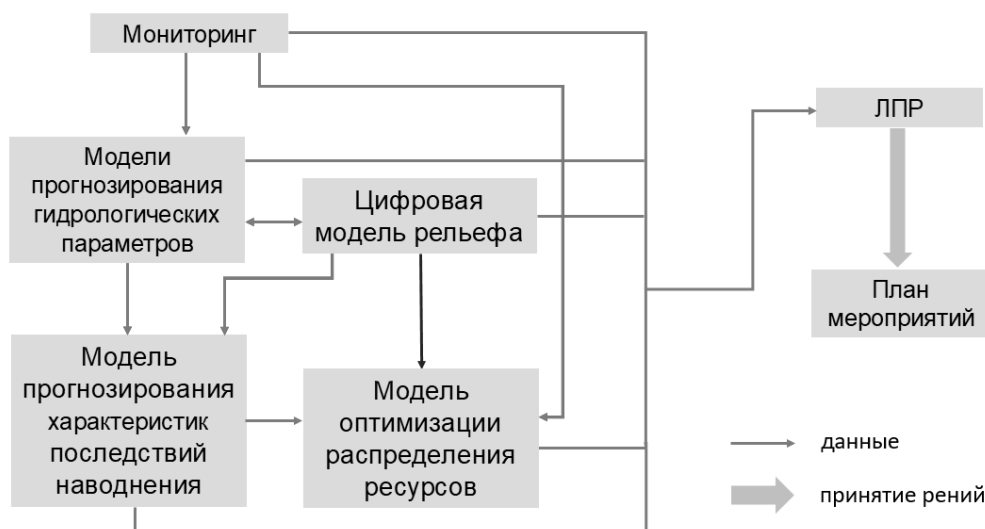 Мониторинг
Модели
прогнозирования
гидрологических
параметров
Цифровая
модель рельефа
Модель
прогнозирования
характеристик
последствий
наводнения
Модель
оптимизации
распределения
ресурсов
ЛПР
План
мероприятий
данные
принятие рений